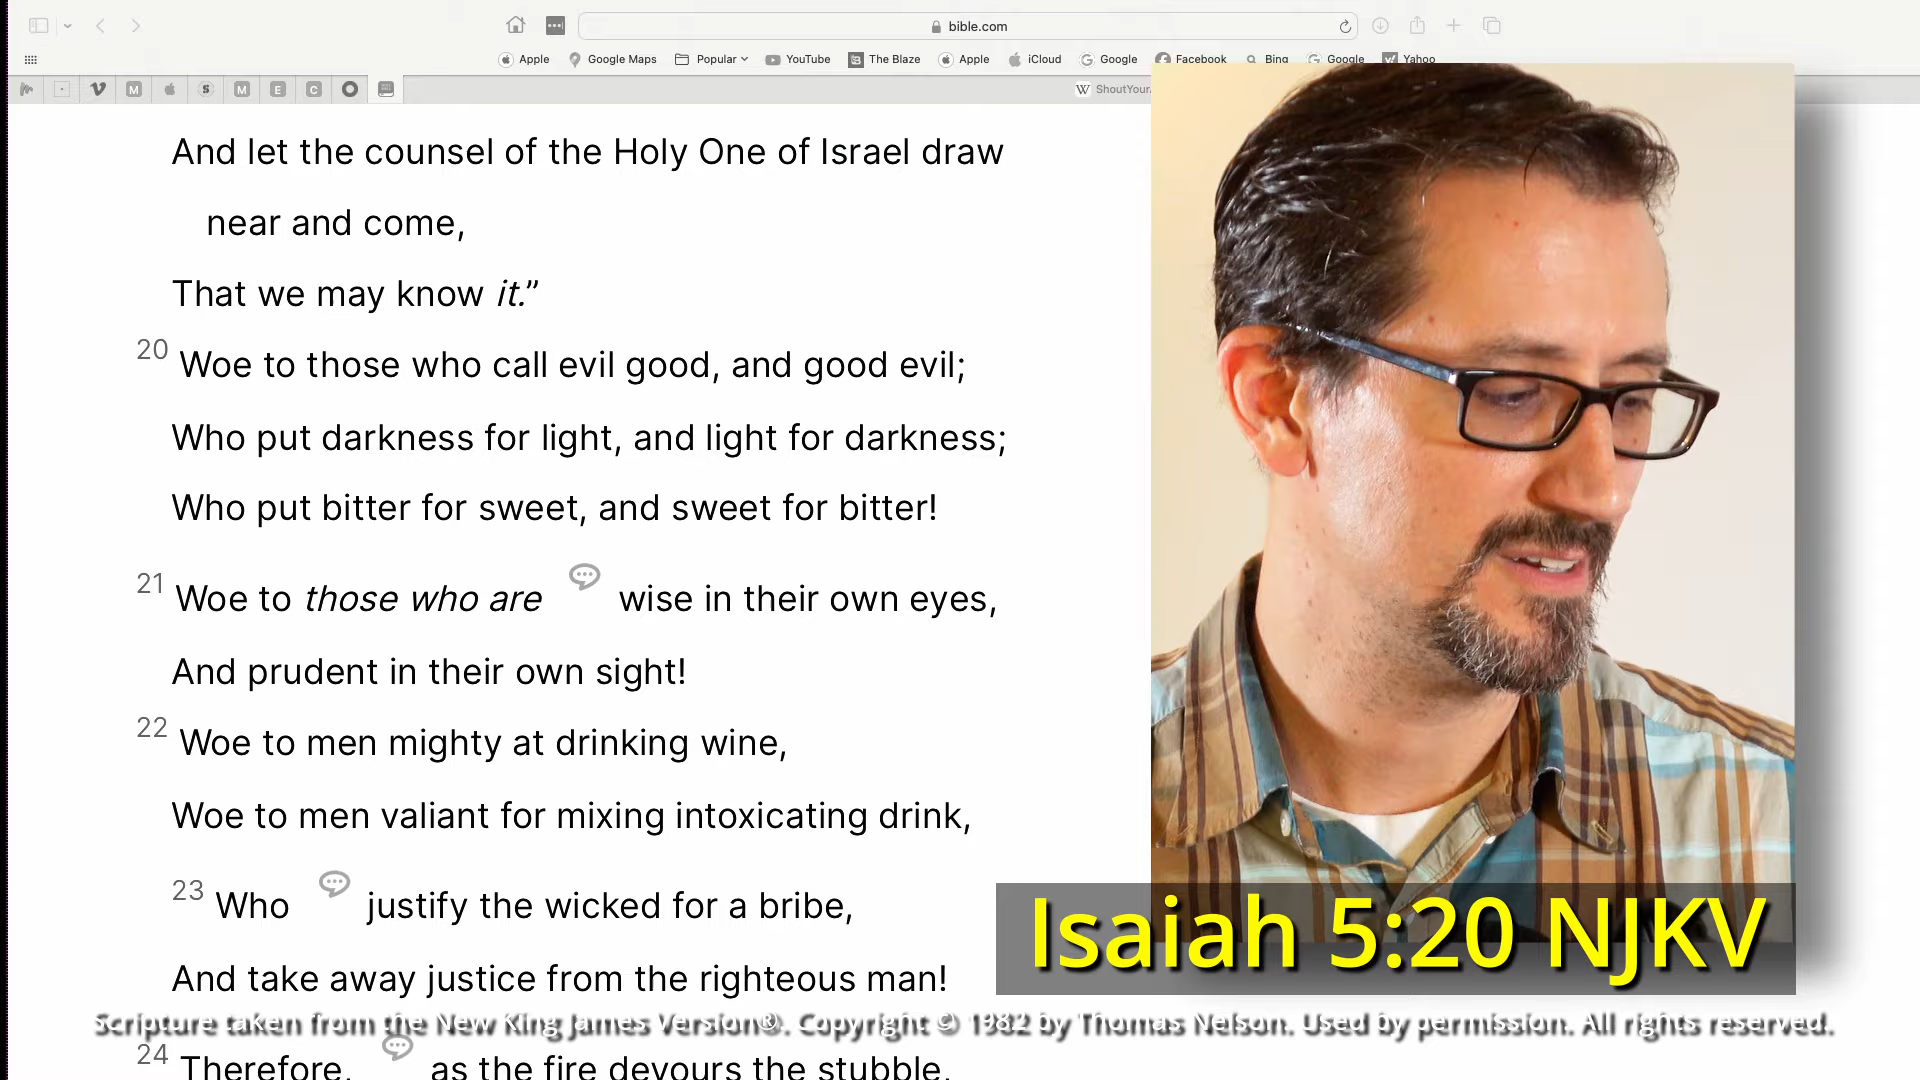 bible.com
Apple Google Maps Popular YouTube The Blaze Apple iCloud Google Facebook Bing Google Yahoo
M S M E C
And let the counsel of the Holy One of Israel draw
near and come,
That we may know it.”
20 Woe to those who call evil good, and good evil;
Who put darkness for light, and light for darkness;
Who put bitter for sweet, and sweet for bitter!
21 Woe to those who are wise in their own eyes,
And prudent in their own sight!
22 Woe to men mighty at drinking wine,
Woe to men valiant for mixing intoxicating drink,
23 Who justify the wicked for a bribe,
And take away justice from the righteous man!
Isaiah 5:20 NJKV
Scripture taken from the New King James Version®. Copyright © 1982 by Thomas Nelson. Used by permission. All rights reserved.
24 Therefore, as the fire devours the stubble,